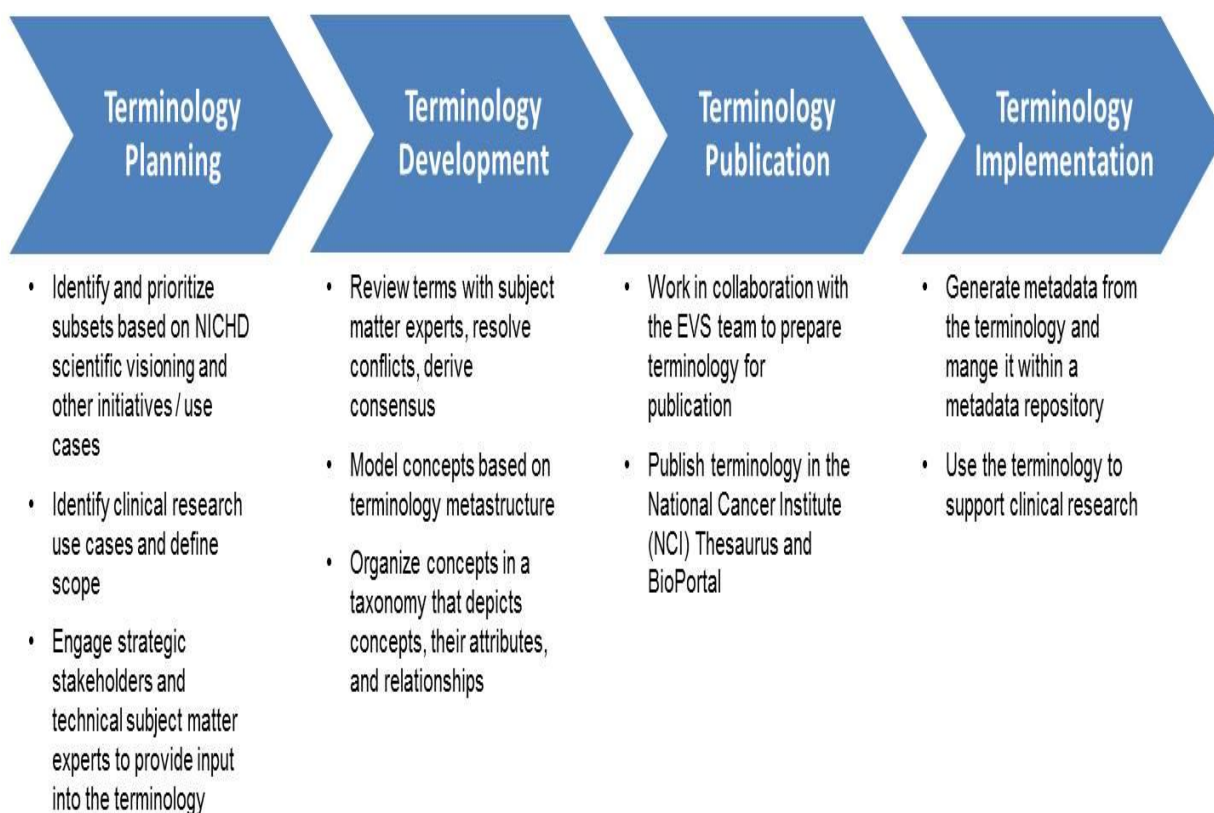 Terminology
Planning
Terminology
Development
Terminology
Publication
Terminology
Implementation
• Identify and prioritize
subsets based on NICHD
scientific visioning and
other initiatives / use
cases
• Identify clinical research
use cases and define
scope
• Engage strategic
stakeholders and
technical subject matter
experts to provide input
into the terminology
• Review terms with subject
matter experts, resolve
conflicts, derive
consensus
• Model concepts based on
terminology metastructure
• Organize concepts in a
taxonomy that depicts
concepts, their attributes,
and relationships
• Work in collaboration with
the EVS team to prepare
terminology for
publication
• Publish terminology in the
National Cancer Institute
(NCI) Thesaurus and
BioPortal
• Generate metadata from
the terminology and
mange it within a
metadata repository
• Use the terminology to
support clinical research